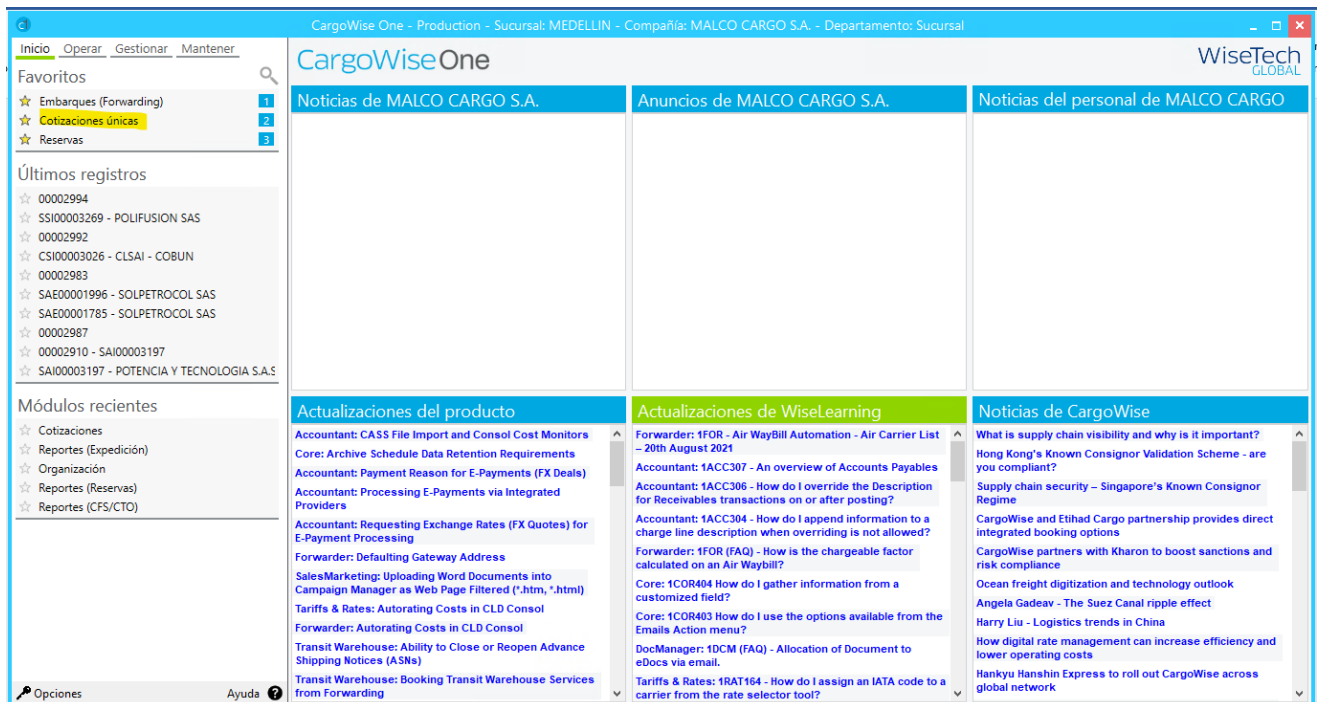 CargoWise One - Production - Sucursal: MEDELLIN - Compañía: MALCO CARGO S.A. - Departamento: Sucursal
Inicio Operar Gestionar Mantener
Favoritos
Embarques (Forwarding) 1
Cotizaciones únicas 2
Reservas 3
Últimos registros
00002994
SSI00003269 - POLIFUSION SAS
00002992
CSI00003026 - CLSAI - COBUN
00002983
SAE00001996 - SOLPETROCOL SAS
SAE00001785 - SOLPETROCOL SAS
00002987
00002910 - SAI00003197
SAI00003197 - POTENCIA Y TECNOLOGIA S.A.S
Módulos recientes
Cotizaciones
Reportes (Expedición)
Organización
Reportes (Reservas)
Reportes (CFS/CTO)
Opciones
Ayuda
CargoWiseOne
WiseTech
GLOBAL
Noticias de MALCO CARGO S.A.
Anuncios de MALCO CARGO S.A.
Noticias del personal de MALCO CARGO
Actualizaciones del producto
Accountant: CASS File Import and Consol Cost Monitors
Core: Archive Schedule Data Retention Requirements
Accountant: Payment Reason for E-Payments (FX Deals)
Accountant: Processing E-Payments via Integrated
Providers
Accountant: Requesting Exchange Rates (FX Quotes) for
E-Payment Processing
Forwarder: Defaulting Gateway Address
SalesMarketing: Uploading Word Documents into
Campaign Manager as Web Page Filtered (*.htm, *.html)
Tariffs & Rates: Autorating Costs in CLD Consol
Forwarder: Autorating Costs in CLD Consol
Transit Warehouse: Ability to Close or Reopen Advance
Shipping Notices (ASNs)
Transit Warehouse: Booking Transit Warehouse Services
from Forwarding
Actualizaciones de WiseLearning
Forwarder: 1FOR - Air WayBill Automation - Air Carrier List
– 20th August 2021
Accountant: 1ACC307 - An overview of Accounts Payables
Accountant: 1ACC306 - How do I override the Description
for Receivables transactions on or after posting?
Accountant: 1ACC304 - How do I append information to a
charge line description when overriding is not allowed?
Forwarder: 1FOR (FAQ) - How is the chargeable factor
calculated on an Air Waybill?
Core: 1COR404 How do I gather information from a
customized field?
Core: 1COR403 How do I use the options available from the
Emails Action menu?
DocManager: 1DCM (FAQ) - Allocation of Document to
eDocs via email.
Tariffs & Rates: 1RAT164 - How do I assign an IATA code to a
carrier from the rate selector tool?
Noticias de CargoWise
What is supply chain visibility and why is it important?
Hong Kong's Known Consignor Validation Scheme - are
you compliant?
Supply chain security – Singapore's Known Consignor
Regime
CargoWise and Etihad Cargo partnership provides direct
integrated booking options
CargoWise partners with Kharon to boost sanctions and
risk compliance
Ocean freight digitization and technology outlook
Angela Gadeav - The Suez Canal ripple effect
Harry Liu - Logistics trends in China
How digital rate management can increase efficiency and
lower operating costs
Hankyu Hanshin Express to roll out CargoWise across
global network